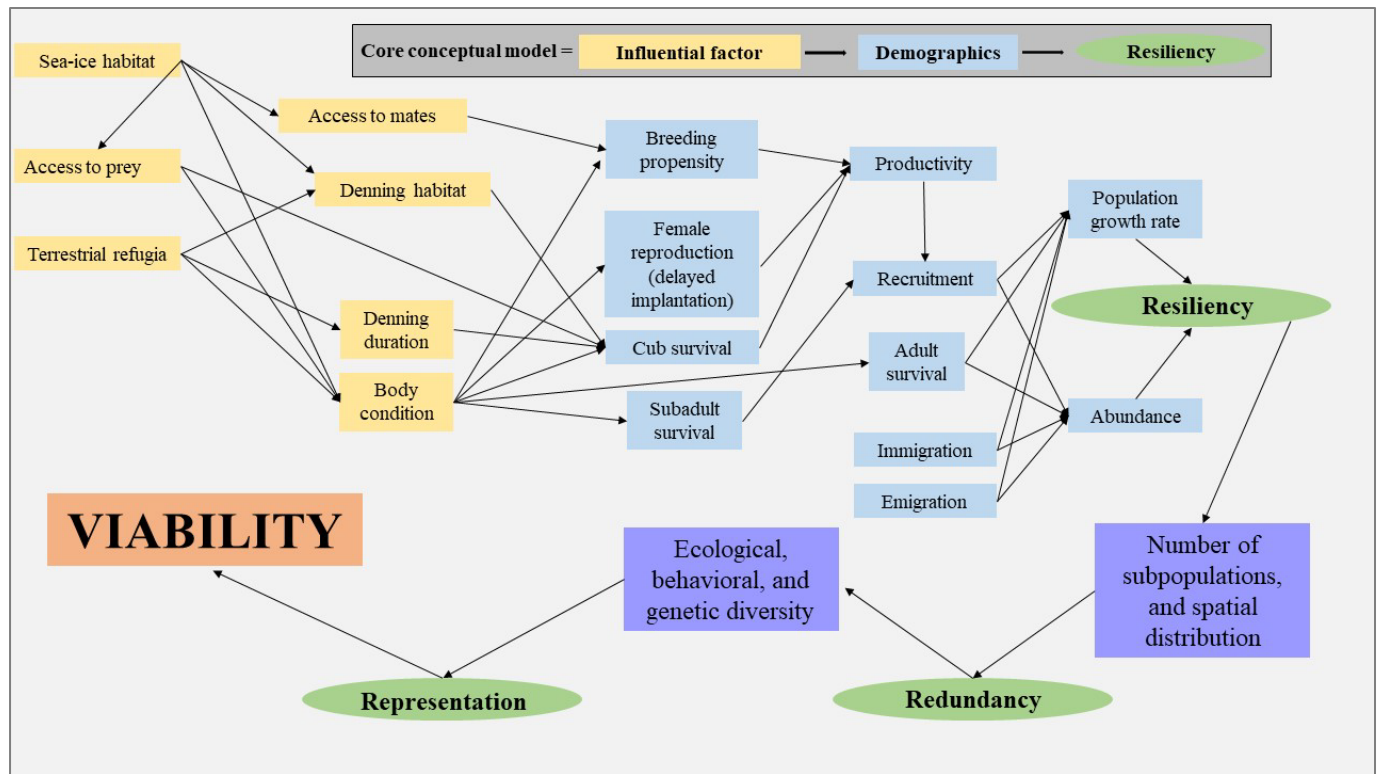 Core conceptual model =
Influential factor
Demographics
Resiliency
Sea-ice habitat
Access to mates
Access to prey
Denning habitat
Terrestrial refugia
Denning
duration
Body
condition
Breeding
propensity
Female
reproduction
(delayed
implantation)
Cub survival
Subadult
survival
Productivity
Recruitment
Adult
survival
Immigration
Emigration
Population
growth rate
Resiliency
Abundance
VIABILITY
Ecological,
behavioral, and
genetic diversity
Number of
subpopulations,
and spatial
distribution
Representation
Redundancy